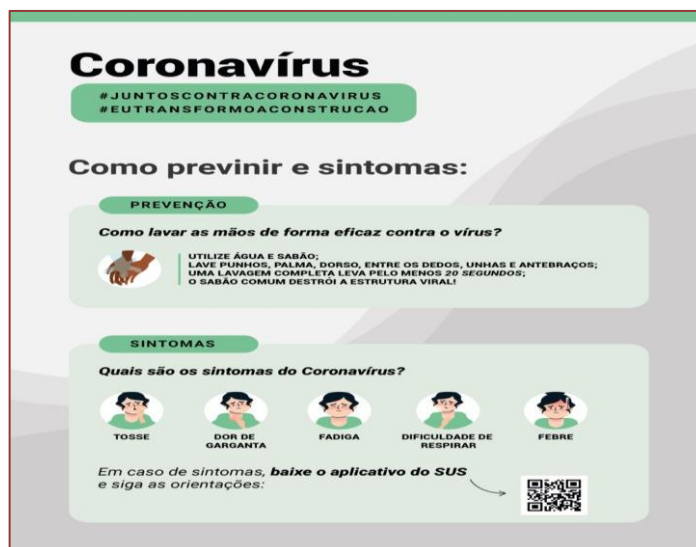 Coronavírus
#JUNTOSCONTRACORONAVIRUS
#EUTRANSFORMOACONSTRUCAO
Como previnir e sintomas:
PREVENÇÃO
Como lavar as mãos de forma eficaz contra o vírus?
UTILIZE ÁGUA E SABÃO;
LAVE PUNHOS, PALMA, DORSO, ENTRE OS DEDOS, UNHAS E ANTEBRAÇOS;
UMA LAVAGEM COMPLETA LEVA PELO MENOS 20 SEGUNDOS;
O SABÃO COMUM DESTRÓI A ESTRUTURA VIRAL!
SINTOMAS
Quais são os sintomas do Coronavírus?
TOSSE
DOR DE
GARGANTA
FADIGA
DIFICULDADE DE
RESPIRAR
FEBRE
Em caso de sintomas, baixe o aplicativo do SUS
e siga as orientações: